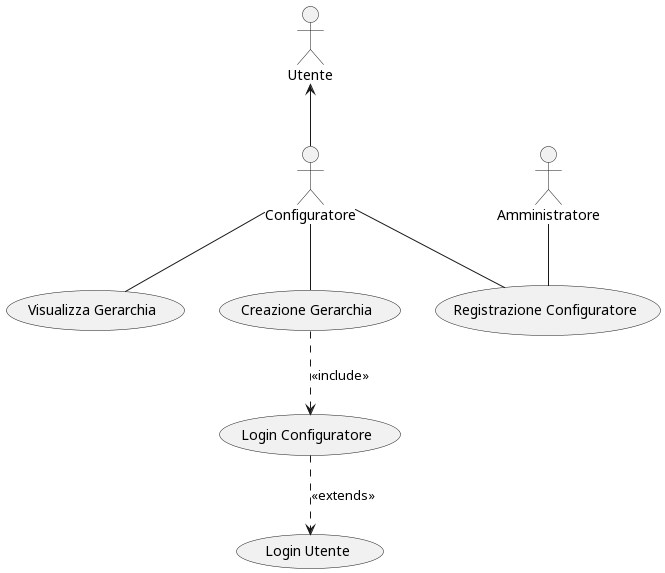 Utente
Configuratore
Amministratore
Visualizza Gerarchia
Creazione Gerarchia
Registrazione Configuratore
«include»
Login Configuratore
«extends»
Login Utente